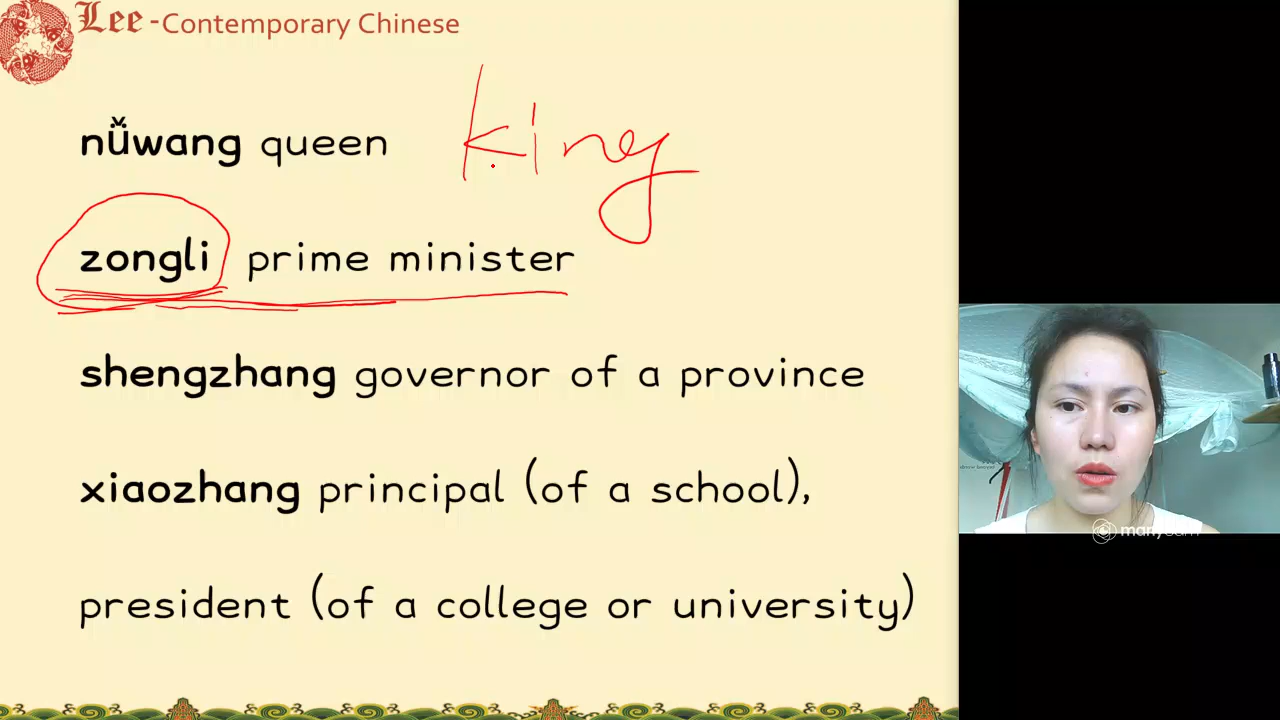 Lee -Contemporary Chinese
nǚwang queen king
zongli prime minister
shengzhang governor of a province
xiaozhang principal (of a school),
president (of a college or university)
manycam